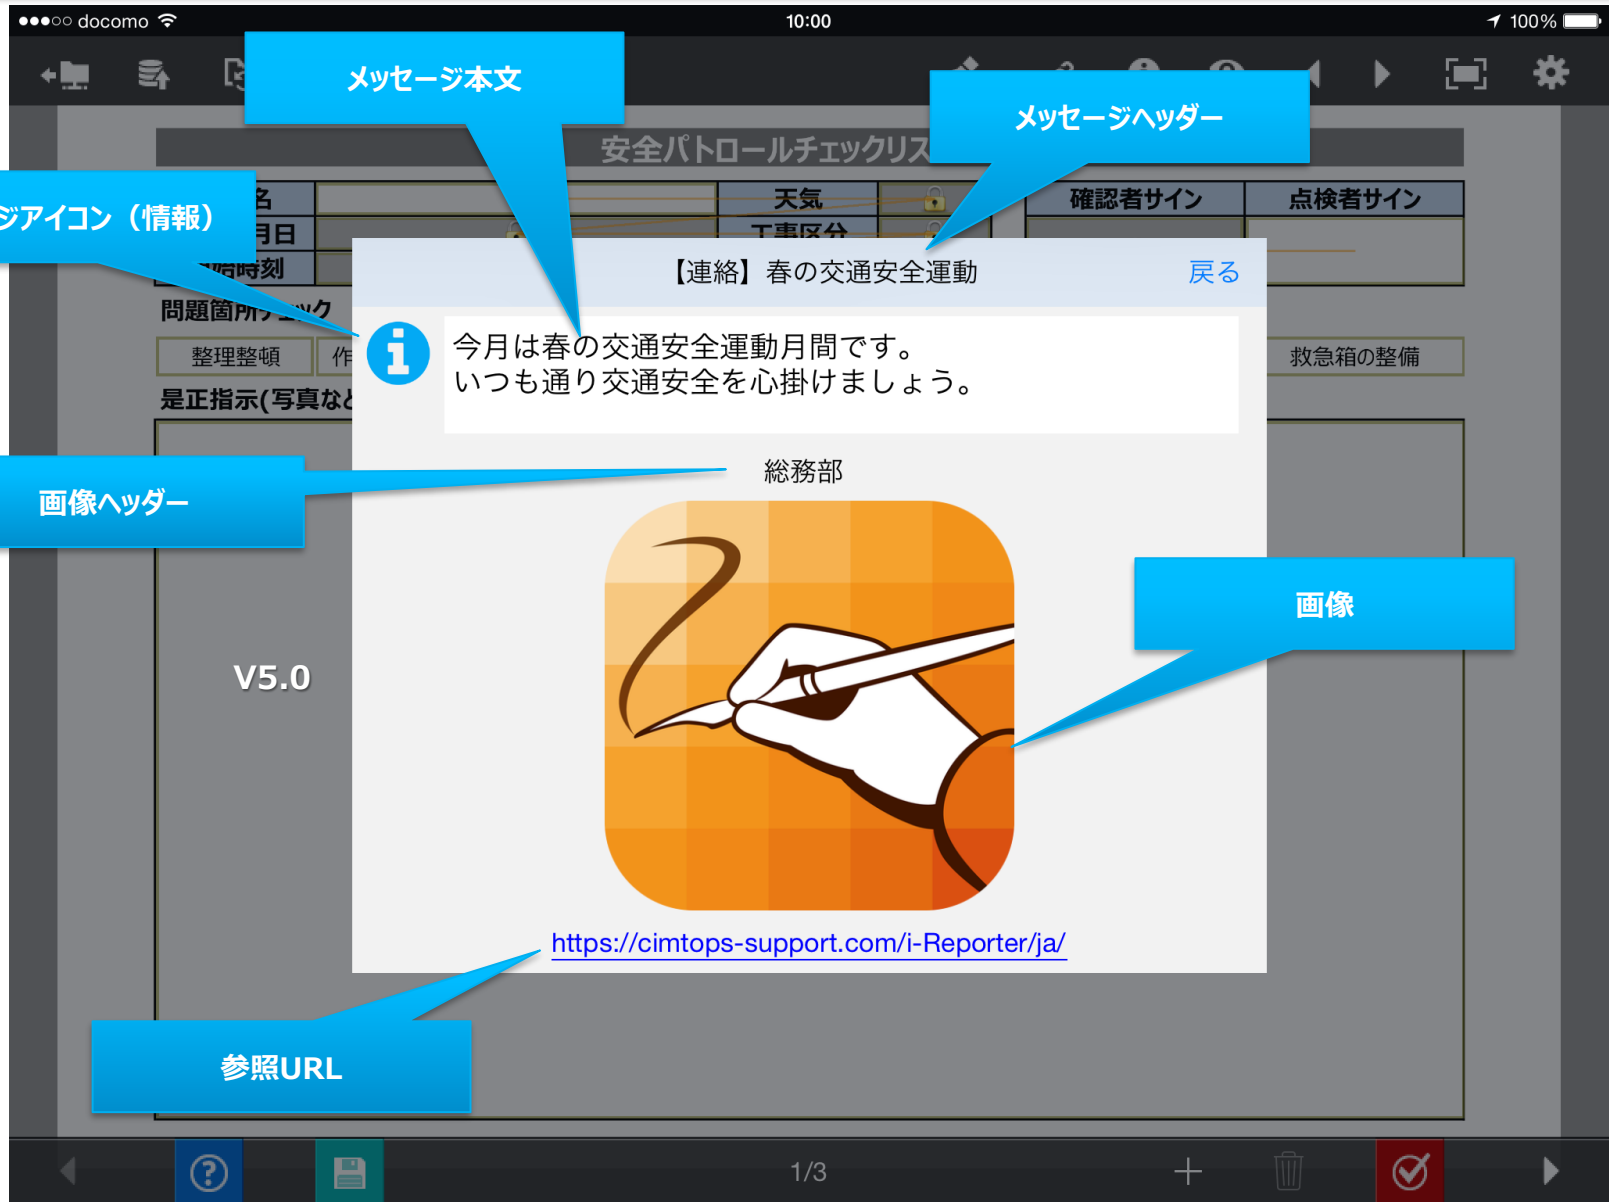 docomo
10:00
100%
メッセージ本文
メッセージヘッダー
安全パトロールチェックリス
名
天気
確認者サイン
点検者サイン
ジアイコン（情報）
月日
工事区分
始時刻
【連絡】春の交通安全運動
戻る
問題箇所チェック
今月は春の交通安全運動月間です。
いつも通り交通安全を心掛けましょう。
整理整頓
作
救急箱の整備
是正指示(写真など
総務部
画像ヘッダー
画像
V5.0
https://cimtops-support.com/i-Reporter/ja/
参照URL
1/3